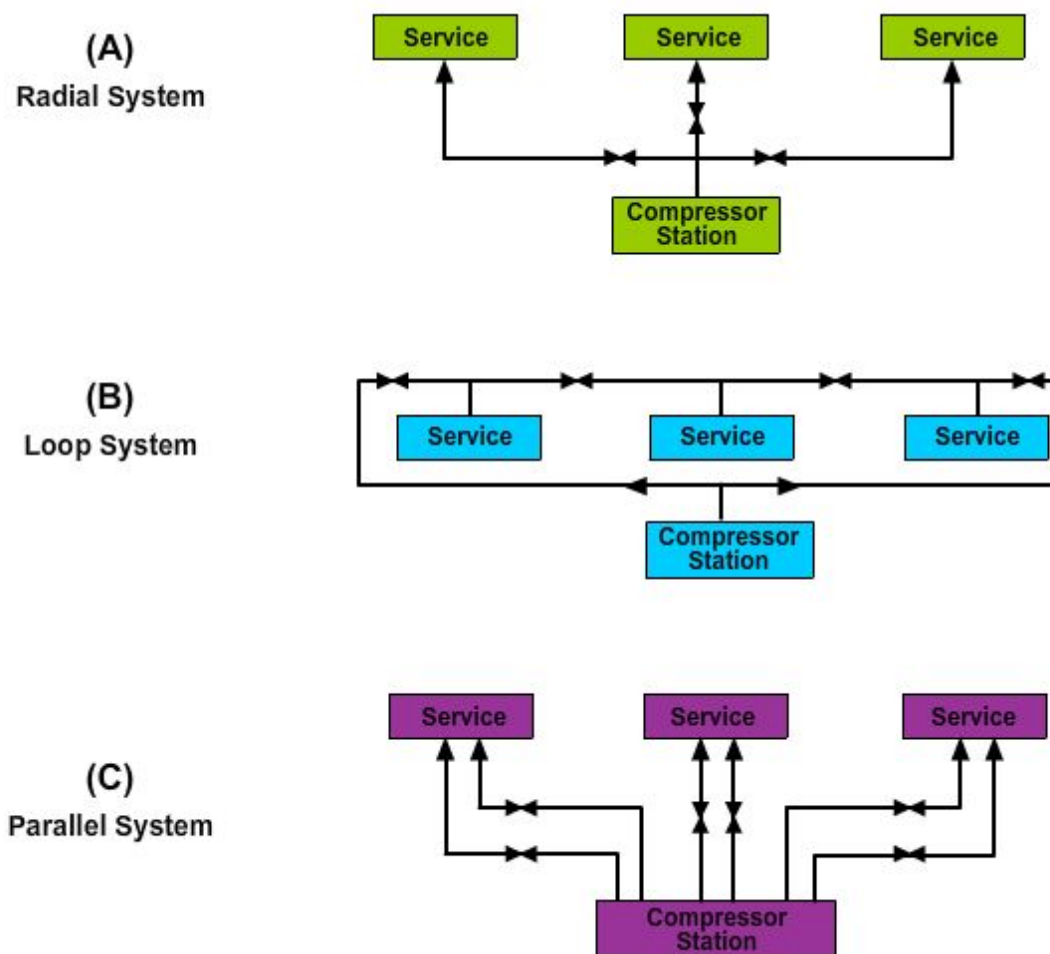 (A)
Radial System
Service
Service
Service
Compressor
Station
(B)
Loop System
Service
Service
Service
Compressor
Station
(C)
Parallel System
Service
Service
Service
Compressor
Station